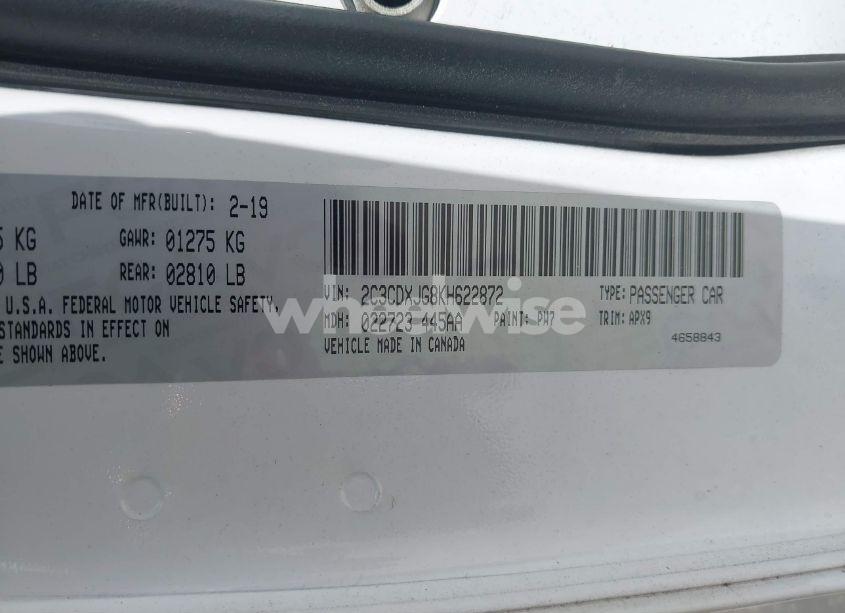 DATE OF MFR(BUILT): 2-19
KG GAWR: 01275 KG
LB REAR: 02810 LB
U.S.A. FEDERAL MOTOR VEHICLE SAFETY,
STANDARDS IN EFFECT ON
SHOWN ABOVE.
VIN: 2C3CDXJG8KH622872 TYPE: PASSENGER CAR
MDH: 022723 445AA PAINT: PW7 TRIM: APX9
VEHICLE MADE IN CANADA 4658843
wheelwise